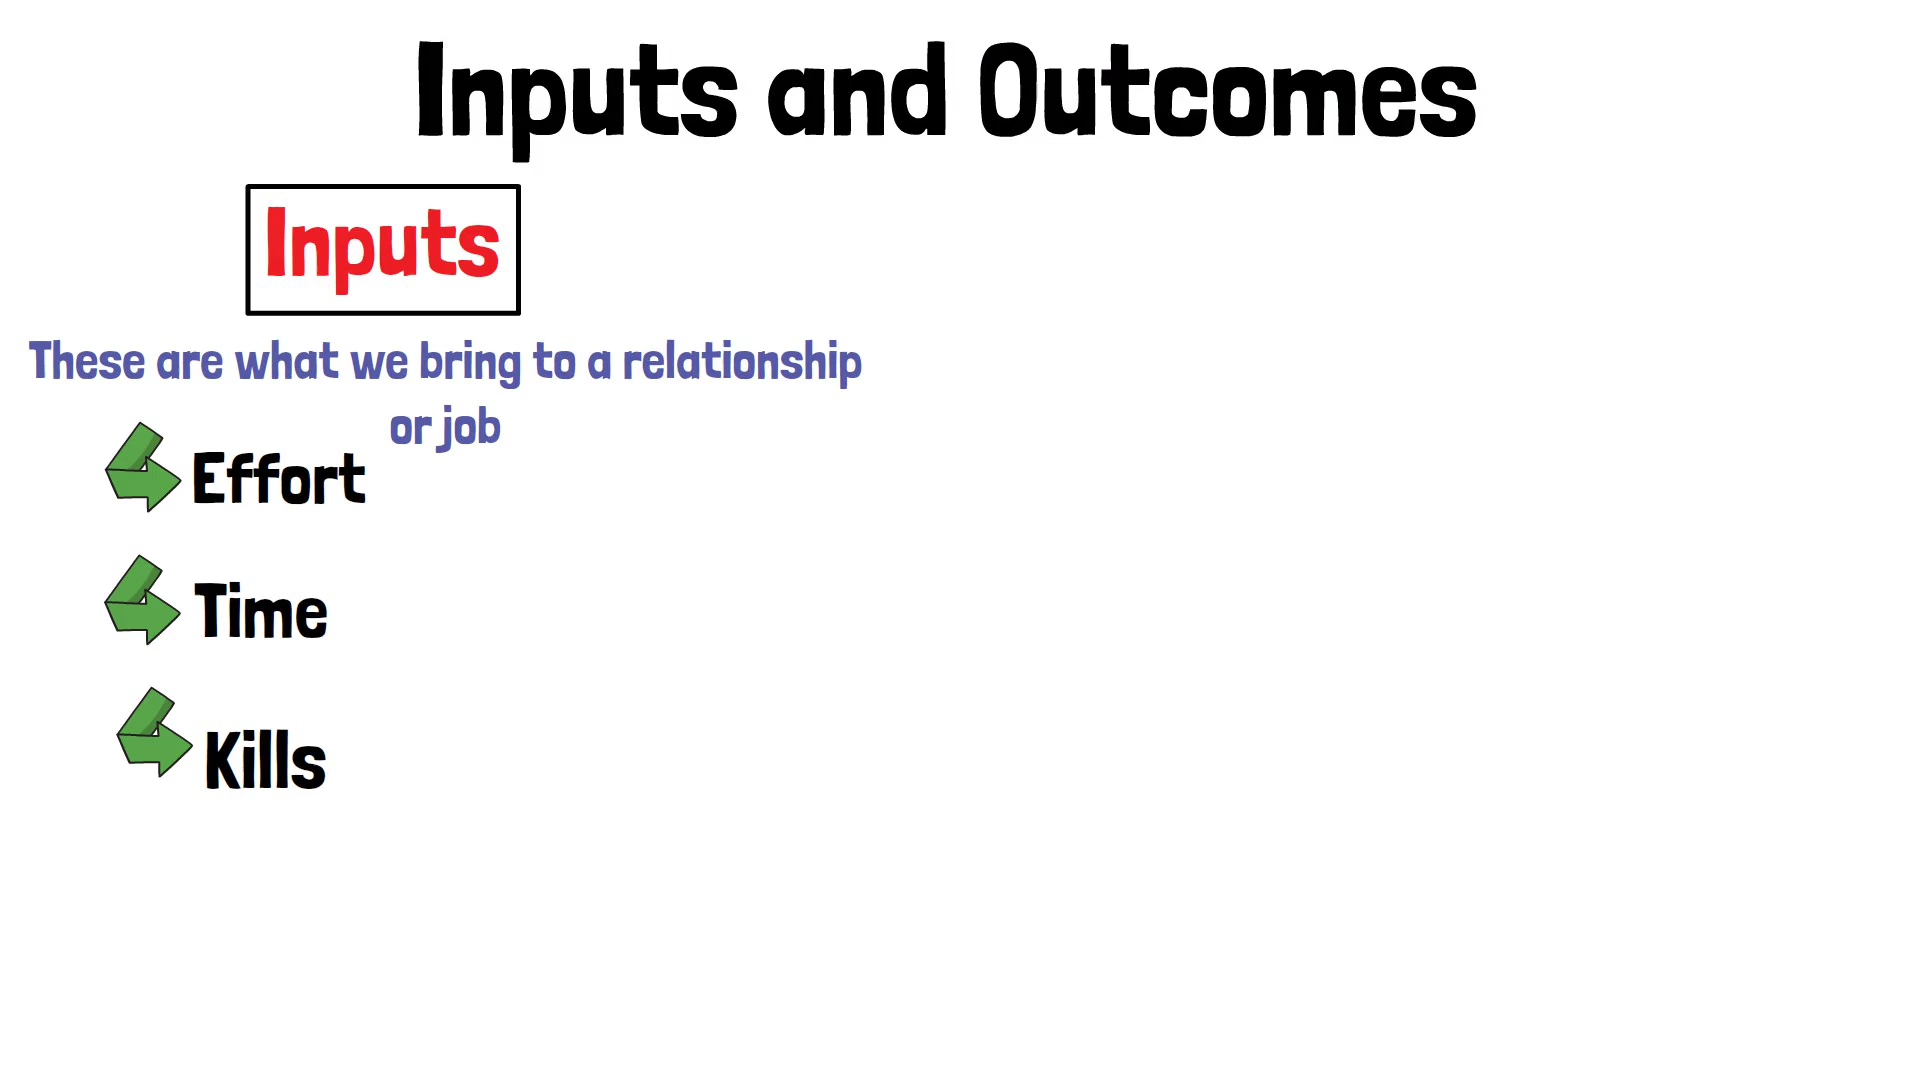 Inputs and Outcomes
Inputs
These are what we bring to a relationship
or job
Effort
Time
Kills